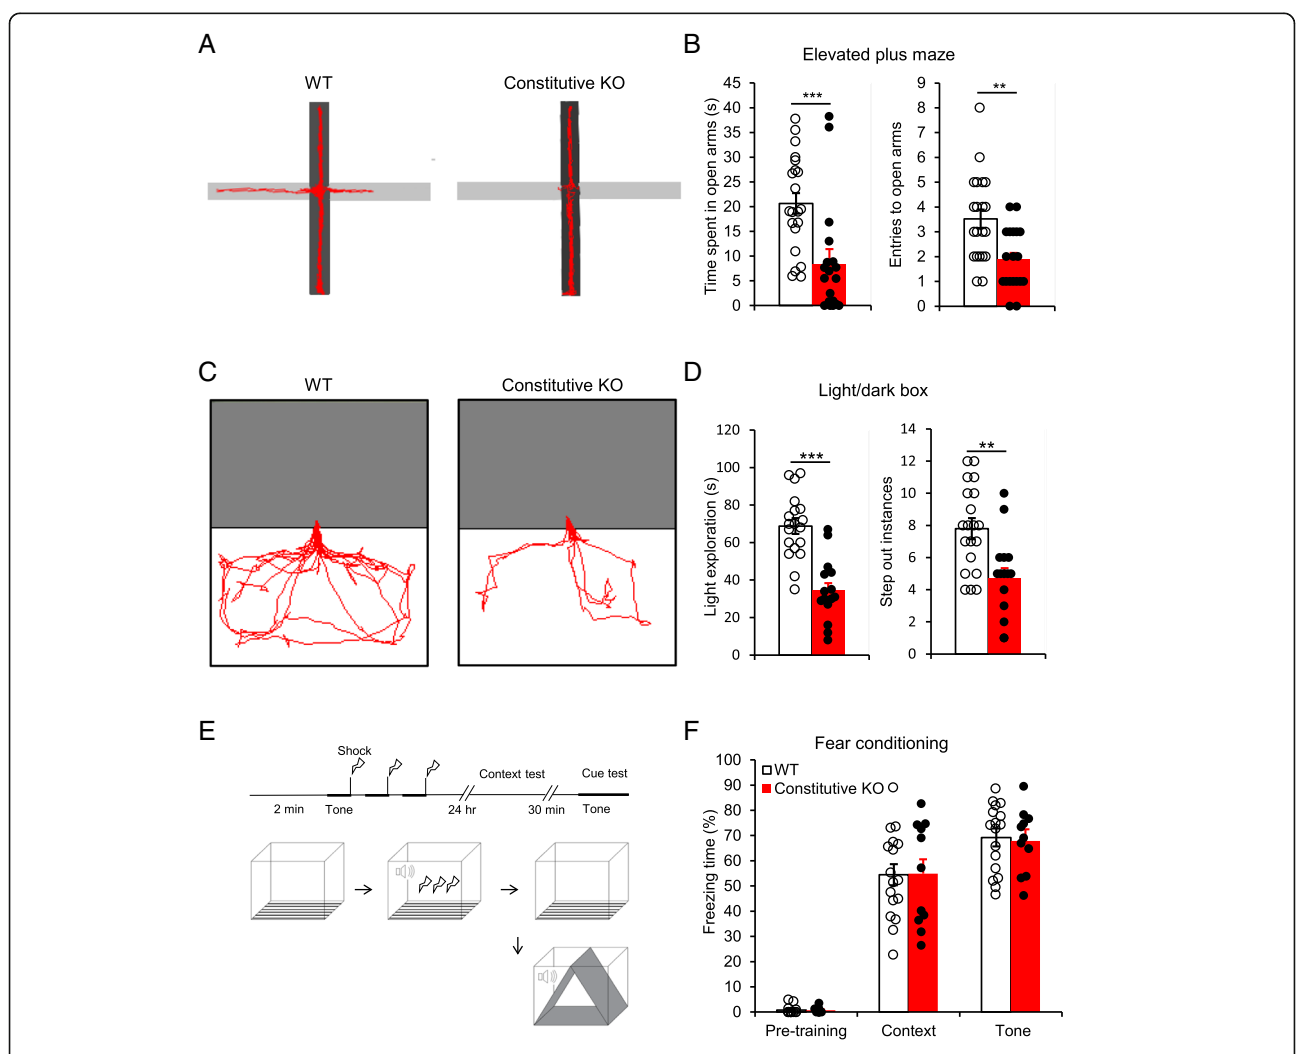 A
WT
Constitutive KO
B
Elevated plus maze
Time spent in open arms (s)
45
40
35
30
25
20
15
10
5
0
***
Entries to open arms
9
8
7
6
5
4
3
2
1
0
**
C
WT
Constitutive KO
D
Light/dark box
Light exploration (s)
120
100
80
60
40
20
0
***
Step out instances
14
12
10
8
6
4
2
0
**
E
Shock
Context test
Cue test
2 min
Tone
24 hr
30 min
Tone
F
Fear conditioning
WT
Constitutive KO
Freezing time (%)
100
90
80
70
60
50
40
30
20
10
0
Pre-training
Context
Tone